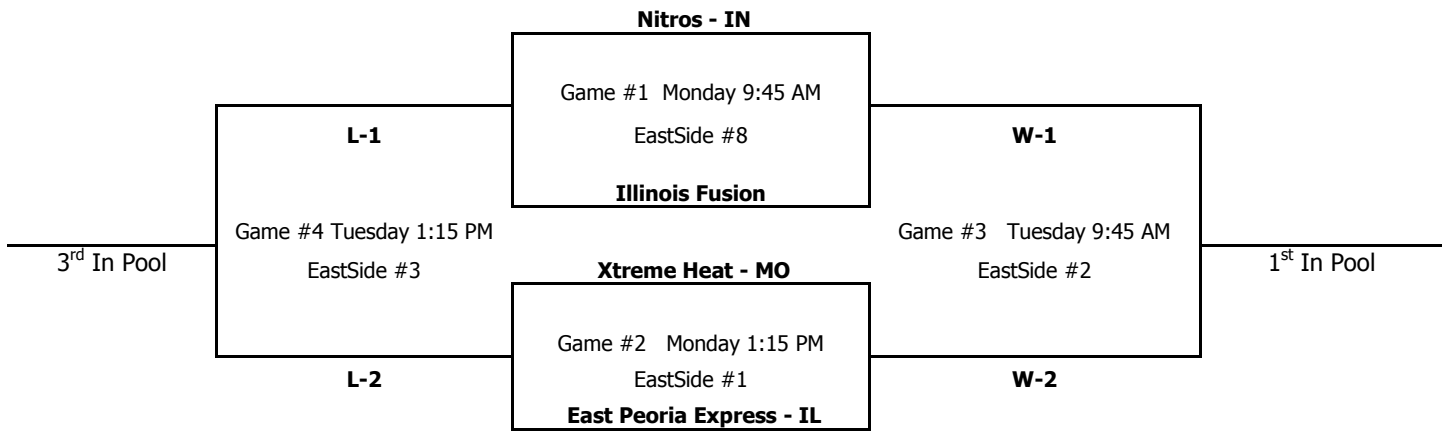 Nitros - IN
Game #1 Monday 9:45 AM
EastSide #8
L-1
W-1
Illinois Fusion
Game #4 Tuesday 1:15 PM
EastSide #3
Game #3 Tuesday 9:45 AM
EastSide #2
3rd In Pool
1st In Pool
Xtreme Heat - MO
Game #2 Monday 1:15 PM
EastSide #1
L-2
W-2
East Peoria Express - IL